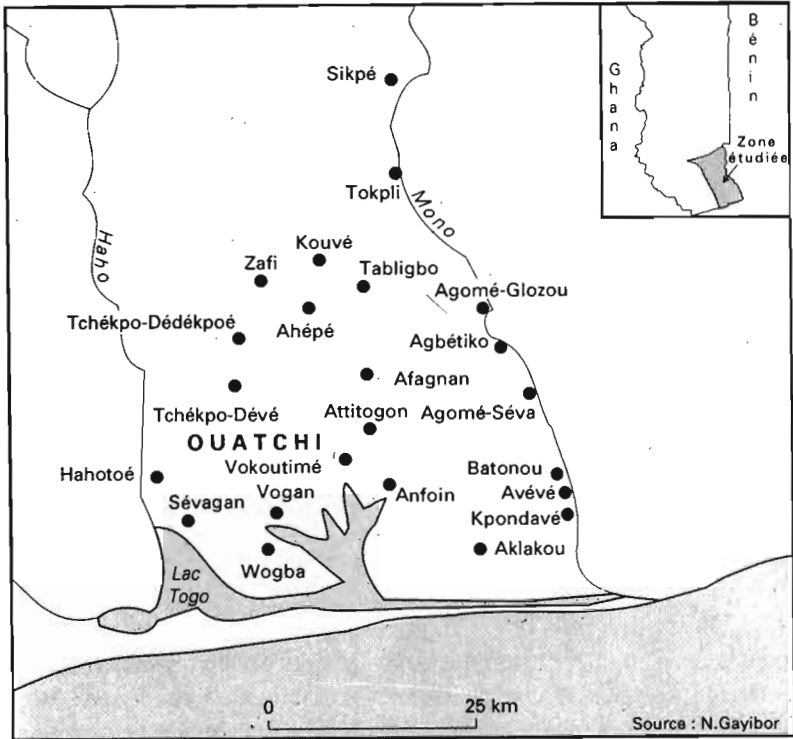 Sikpé
Tokpli
Mono
Haho
Kouvé
Zafi
Tabligbo
Agomé-Glozou
Tchékpo-Dédékpoé
Ahépé
Agbétiko
Afagnan
Tchékpo-Dévé
Attitogon
Agomé-Séva
OUATCHI
Vokoutimé
Batonou
Hahotoé
Vogan
Anfoin
Avévé
Sévagan
Kpondavé
Wogba
Aklakou
Lac
Togo
0
25 km
Source : N.Gayibor
Ghana
Bénin
Zone
étudiée